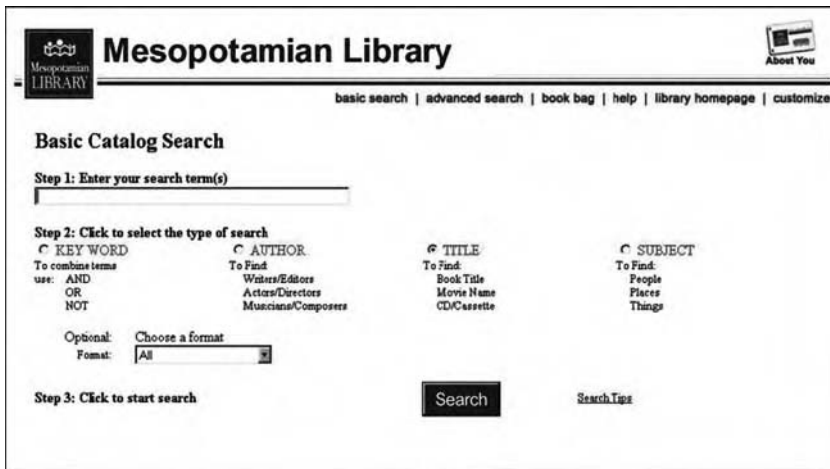 Mesopotamian
LIBRARY
Mesopotamian Library
About You
basic search | advanced search | book bag | help | library homepage | customize
Basic Catalog Search
Step 1: Enter your search term(s)
Step 2: Click to select the type of search
KEY WORD AUTHOR TITLE SUBJECT
To combine terms To Find: To Find: To Find:
use: AND Writers/Editors Book Title People
OR Actors/Directors Movie Name Places
NOT Musicians/Composers CD/Cassette Things
Optional: Choose a format
Format: All
Step 3: Click to start search Search Search Tips